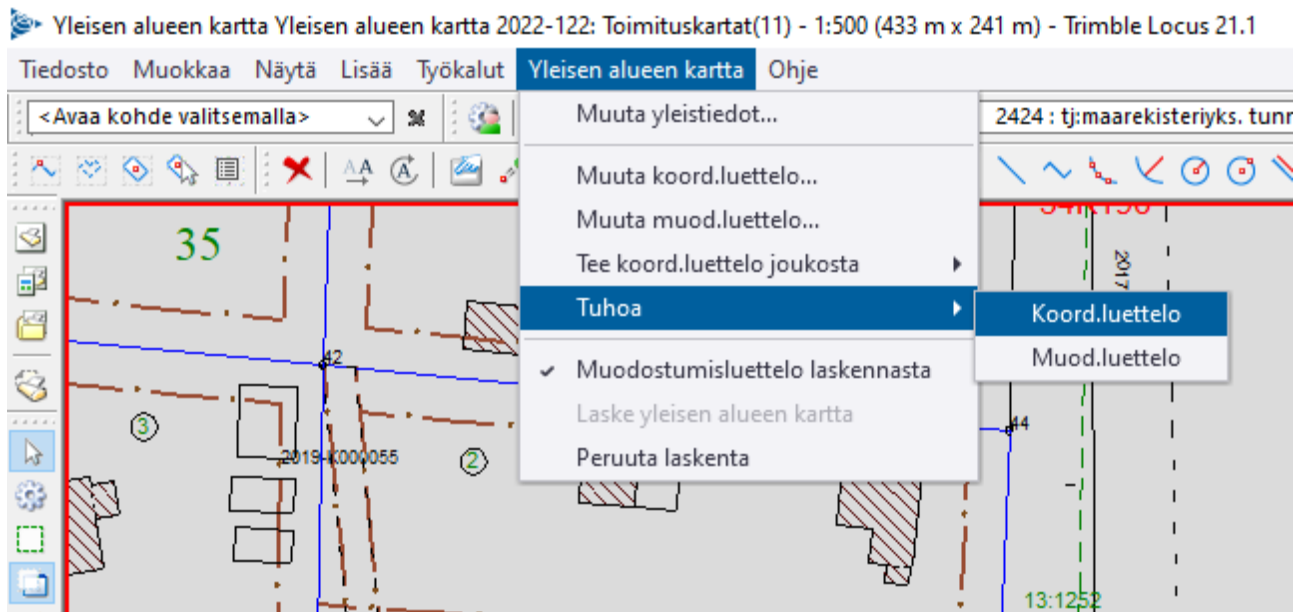 Yleisen alueen kartta Yleisen alueen kartta 2022-122: Toimituskartat(11) - 1:500 (433 m x 241 m) - Trimble Locus 21.1
Tiedosto Muokkaa Näytä Lisää Työkalut Yleisen alueen kartta Ohje
<Avaa kohde valitsemalla>
2424 : tj:maarekisteriyks. tunn
Muuta yleistiedot...
Muuta koord.luettelo...
Muuta muod.luettelo...
Tee koord.luettelo joukosta
Tuhoa
Koord.luettelo
Muod.luettelo
Muodostumisluettelo laskennasta
Laske yleisen alueen kartta
Peruuta laskenta
35
2017
42
44
3
2019-K000055
2
13:1252